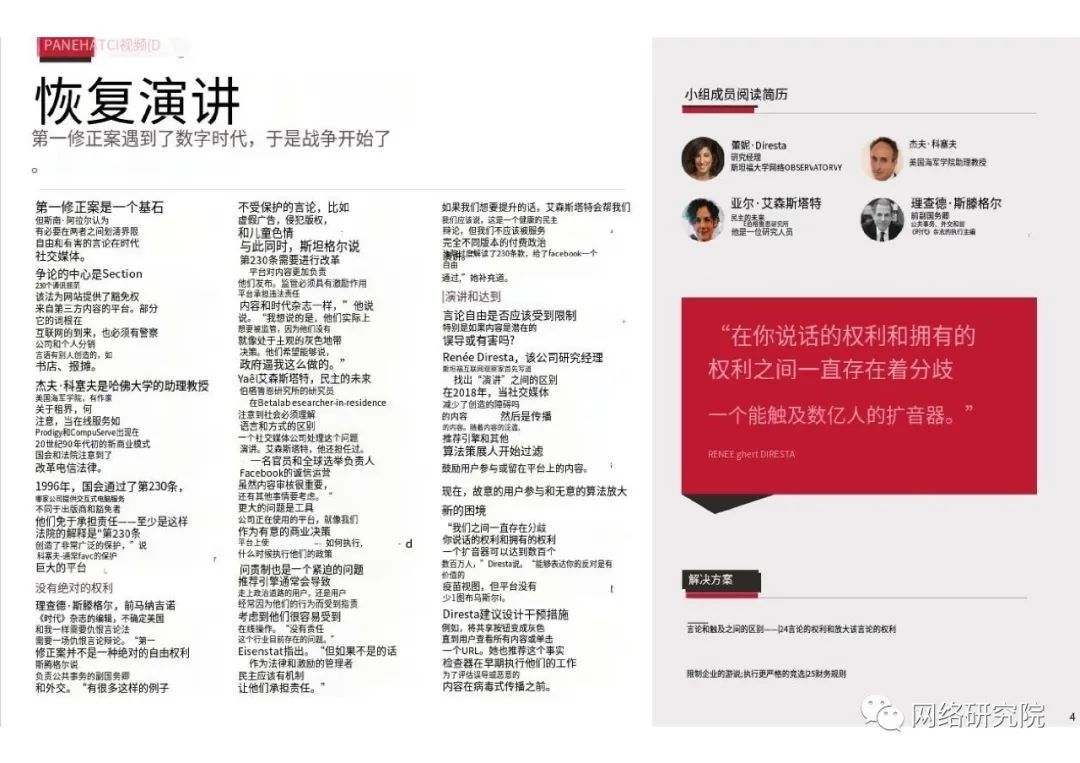 PANEHATCI视频(D
恢复演讲
第一修正案遇到了数字时代，于是战争开始了
。
第一修正案是一个基石
但斯南·阿拉尔认为
有必要在两者之间划清界限
自由和有害的言论在时代
社交媒体。
争论的中心是Section
230个通讯规范
该法为网站提供了豁免权
来自第三方内容的平台。部分
它的词根在
互联网的到来，也必须有警察
公司和个人分销
言语有别人创造的，如
书店、报摊。
杰夫·科塞夫是哈佛大学的助理教授
美国海军学院，有作家
关于租界，何
注意，当在线服务如
Prodigy和CompuServe出现在
20世纪90年代初的新商业模式
国会和法院注意到了
改革电信法律。
1996年，国会通过了第230条，
哪家公司提供交互式电脑服务
不同于出版商和豁免者
他们免于承担责任——至少是这样
法院的解释是“第230条
创造了非常广泛的保护，”说
科塞夫-通常favc的保护
巨大的平台
没有绝对的权利
理查德·斯滕格尔，前马纳吉诺
《时代》杂志的编辑，不确定美国
和我一样需要仇恨言论法
需要一场仇恨言论辩论。“第一
修正案并不是一种绝对的自由权利
斯腾格尔说
负责公共事务的副国务卿
和外交。“有很多这样的例子
不受保护的言论，比如
虚假广告，侵犯版权，
和儿童色情
与此同时，斯坦格尔说
第230条需要进行改革
平台对内容更加负责
他们发布。监管必须具有激励作用
平台承担违法责任
内容和时代杂志一样，”他说
说。“我想说的是，他们实际上
想要被监管，因为他们没有
就像处于主观的灰色地带
决策。他们希望能够说，
政府逼我这么做的。”
Yaël艾森斯塔特，民主的未来
伯格鲁恩研究所的研究员
在Betalab esearcher-in-residence
注意到社会必须理解
语言和方式的区别
一个社交媒体公司处理这个问题
演讲。艾森斯塔特，他还担任过。
一名官员和全球选举负责人
Facebook的诚信运营
虽然内容审核很重要，
还有其他事情要考虑。“
更大的问题是工具
公司正在使用的平台，就像我们
作为有意的商业决策
平台上使 如何执行,
什么时候执行他们的政策
问责制也是一个紧迫的问题
推荐引擎通常会导致
走上政治道路的用户，还是用户
经常因为他们的行为而受到指责
考虑到他们很容易受到
在线操作。“没有责任
这个行业目前存在的问题。”
Eisenstat指出。“但如果不是的话
作为法律和激励的管理者
民主应该有机制
让他们承担责任。”
如果我们想要提升的话，艾森斯塔特会帮我们
我们应该说，这是一个健康的民主
辩论，但我们不应该被服务
完全不同版本的付费政治
演讲。
法院过度解读了230条款，给了facebook一个
自由
通过，”她补充道。
演讲和达到
言论自由是否应该受到限制
特别是如果内容是潜在的
误导或有害吗?
Renée Diresta，该公司研究经理
斯坦福互联网观察家首先写道
找出“演讲”之间的区别
在2018年，当社交媒体
减少了创造的障碍吗
的内容 然后是传播
的内容。随着内容的泛滥，
推荐引擎和其他
算法策展人开始过滤
鼓励用户参与或留在平台上的内容。
现在，故意的用户参与和无意的算法放大
新的困境
“我们之间一直存在分歧
你说话的权利和拥有的权利
一个扩音器可以达到数百个
数百万人，”Diresta说。“能够表达你的反对是有
价值的
疫苗视图，但平台没有
少1图布乌斯尔i。
Diresta建议设计干预措施
例如，将共享按钮变成灰色
直到用户查看所有内容或单击
一个URL。她也推荐这个事实
检查器在早期执行他们的工作
为了评估误导或恶意的
内容在病毒式传播之前。
d
小组成员阅读简历
蕾妮·Diresta
研究经理
斯坦福大学网络OBSERVATORVY
杰夫·科塞夫
美国海军学院助理教授
亚尔·艾森斯塔特
民主的未来
飞格鲁恩研究所
他是一位研究人员
理查德·斯滕格尔
前副国务卿
公共事务、外交和前
《时代》杂志的执行主编
“在你说话的权利和拥有的
权利之间一直存在着分歧
一个能触及数亿人的扩音器。”
RENEE ghert DIRESTA
解决方案
言论和触及之间的区别——|24言论的权利和放大该言论的权利
限制企业的游说;执行更严格的竞选|25财务规则
网络研究院
4